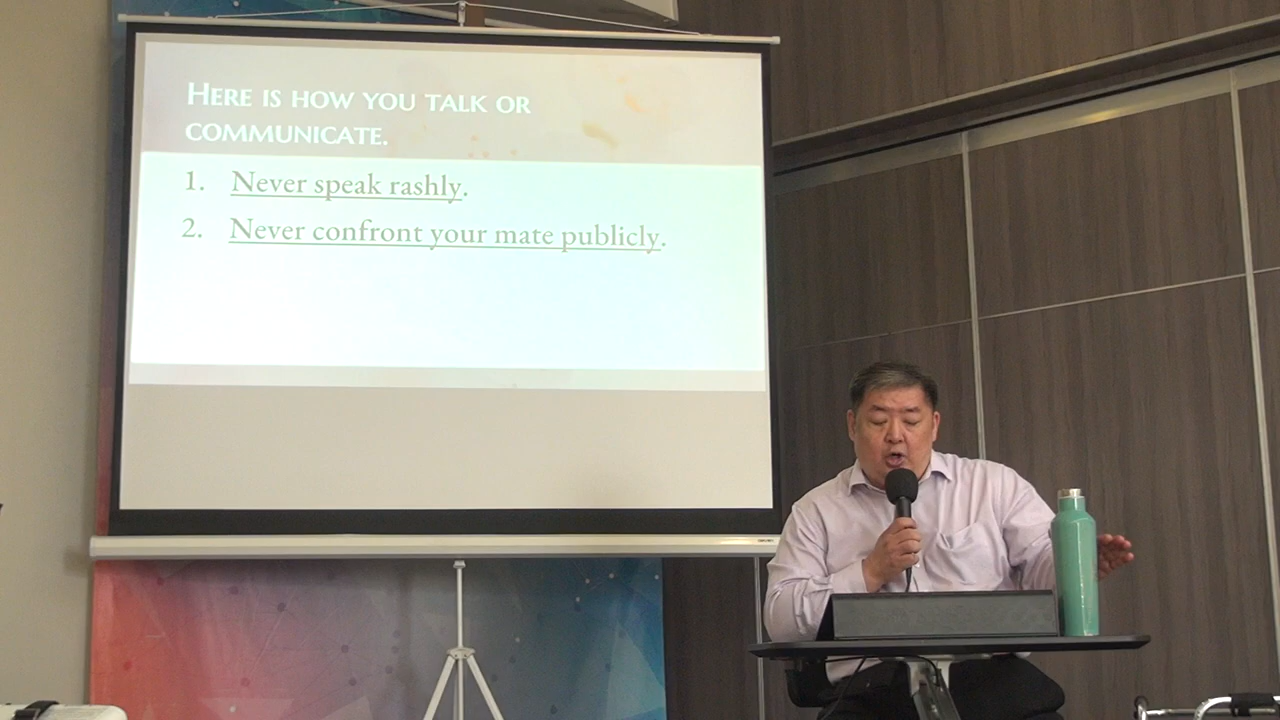 Here is how you talk or
communicate.
1. Never speak rashly.
2. Never confront your mate publicly.